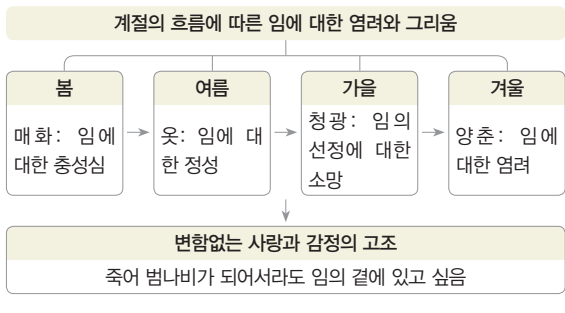 계절의 흐름에 따른 임에 대한 염려와 그리움
봄
매화: 임에
대한 충성심
여름
옷: 임에 대
한 정성
가을
청광: 임의
선정에 대한
소망
겨울
양춘: 임에
대한 염려
변함없는 사랑과 감정의 고조
죽어 범나비가 되어서라도 임의 곁에 있고 싶음